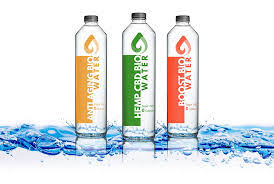 ANTI-AGING BIO
WATER
HEMP CBD BIO
WATER
BOOST BIO
WATER